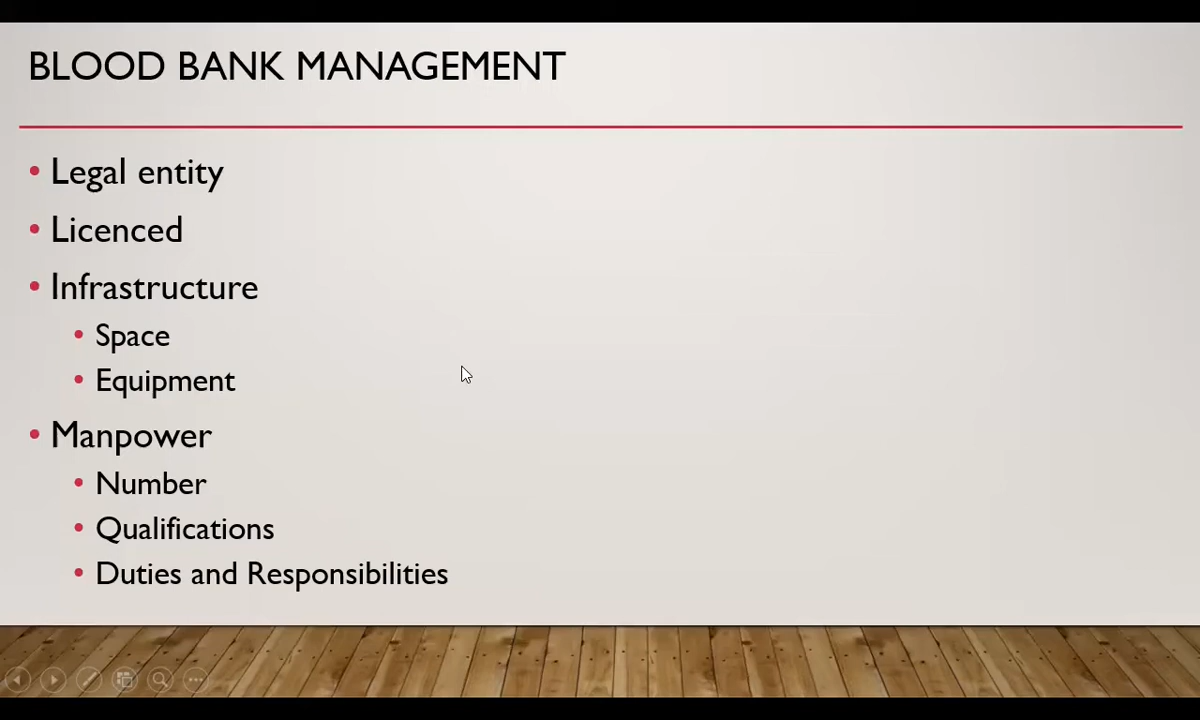 BLOOD BANK MANAGEMENT
• Legal entity
• Licenced
• Infrastructure
• Space
• Equipment
• Manpower
• Number
• Qualifications
• Duties and Responsibilities